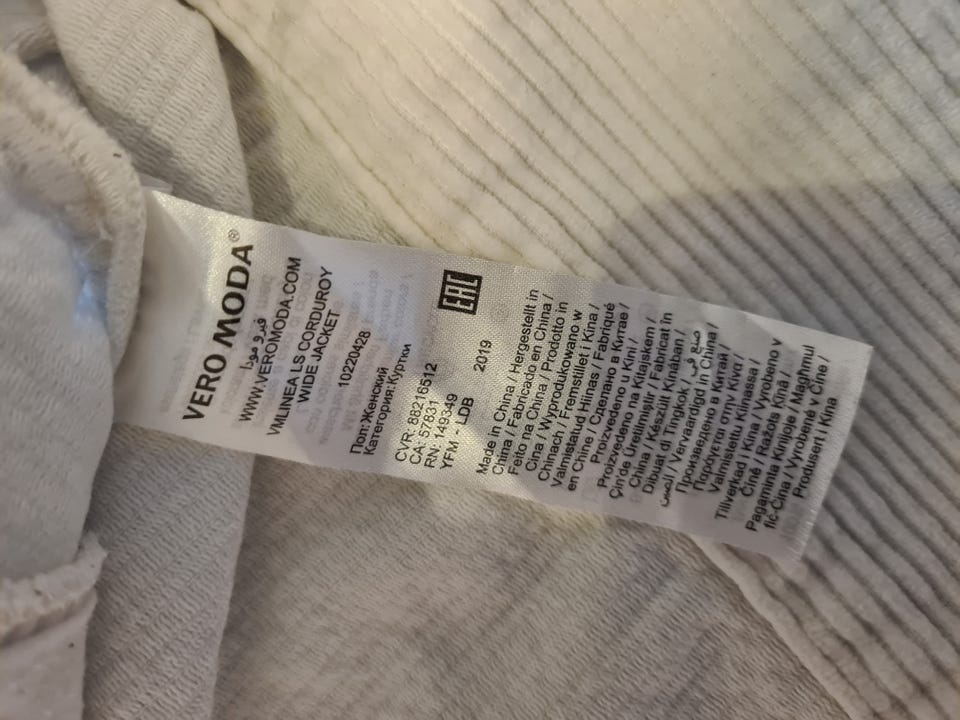 VERO MODA®
فيرو مودا
WWW.VEROMODA.COM
VMLINEA LS CORDUROY
WIDE JACKET
10220428
Пол:Женский
Категория:Куртки
CVR: 88216512
CA: 57831
RN: 149349
YFM - LDB 2019
EAC
Made in China / Hergestellt in
China / Fabricado en China /
Feito na China / Prodotto in
Cina / Wyprodukowano w
Chinach / Fremstillet i Kina /
Valmistatud Hiinas / Fabriqué
en Chine / Сделано в Китае /
Proizvedeno u Kini /
Proizvedeno na Kitajskem /
Çin'de Üretilmiştir / Fabricat în
China / Készült Kínában /
Dibuat di Tiongkok / صنع في
الصين / Vervaardigd in China /
Произведено в Китай /
Παράγεται στην Κίνα /
Valmistettu Kiinassa /
Tillverkad i Kina / Vyrobeno v
Číně / Ražots Ķīnā /
Pagaminta Kinijoje / Magħmul
fiċ-Ċina / Vyrobené v Číne /
Produsert i Kina